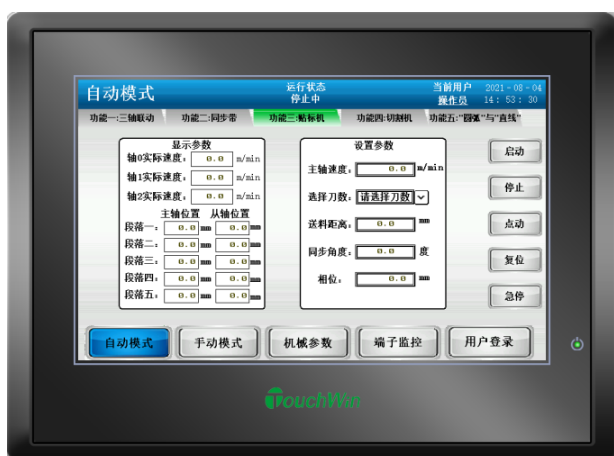 自动模式 运行状态 当前用户 2021-08-04
停止中 操作员 14:53:30
功能一:三轴联动 功能二:同步带 功能三:贴标机 功能四:切割机 功能五:"圆弧"与"直线"
显示参数 设置参数
轴0实际速度: 0.0 m/min
轴1实际速度: 0.0 m/min
轴2实际速度: 0.0 m/min
主轴位置 从轴位置
段落一: 0.0 mm 0.0 mm
段落二: 0.0 mm 0.0 mm
段落三: 0.0 mm 0.0 mm
段落四: 0.0 mm 0.0 mm
段落五: 0.0 mm 0.0 mm
主轴速度: 0.0 m/min
选择刀数: 请选择刀数
送料距离: 0.0 mm
同步角度: 0.0 度
相位: 0.0 mm
启动
停止
点动
复位
急停
自动模式 手动模式 机械参数 端子监控 用户登录
TouchWin